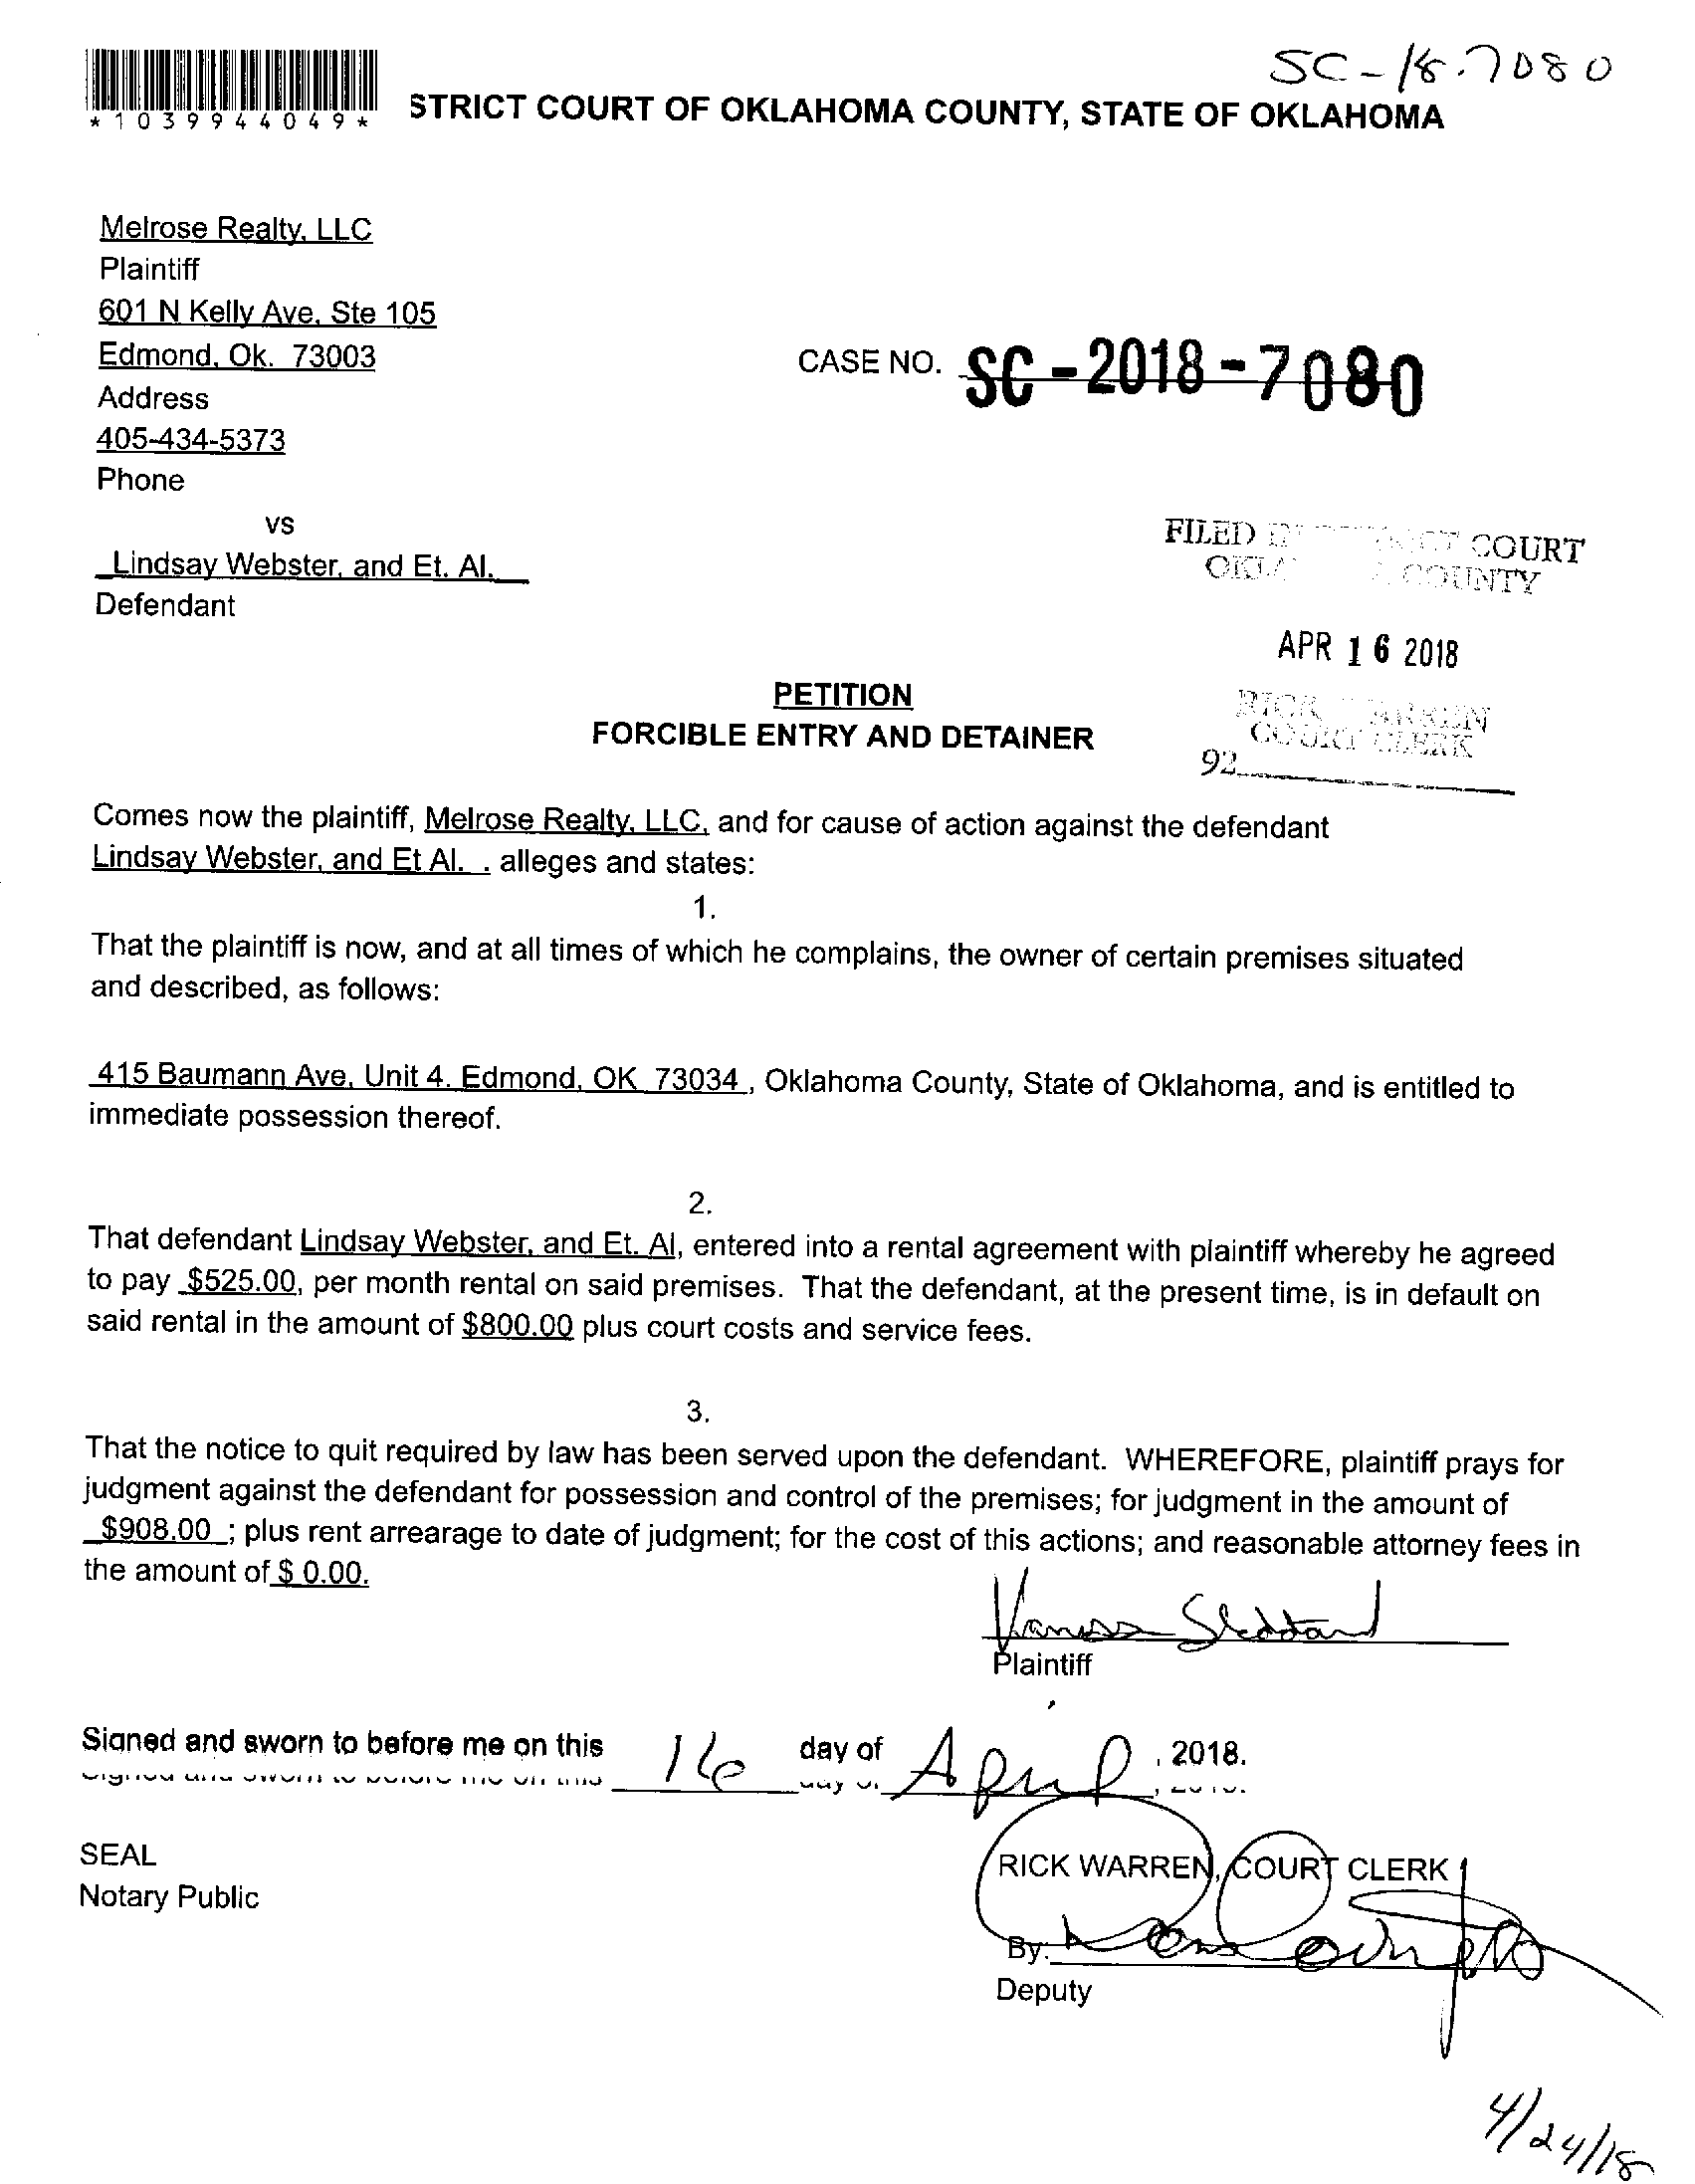 SC-18-7080
*1039944049*
STRICT COURT OF OKLAHOMA COUNTY, STATE OF OKLAHOMA
Melrose Realty, LLC
Plaintiff
601 N Kelly Ave, Ste 105
Edmond, Ok. 73003
Address
405-434-5373
Phone
CASE NO. SC-2018-7080
vs
Lindsay Webster, and Et. Al.
Defendant
FILED COURT
COUNTY
APR 16 2018
RICK
COURT CLERK
92
PETITION
FORCIBLE ENTRY AND DETAINER
Comes now the plaintiff, Melrose Realty, LLC, and for cause of action against the defendant
Lindsay Webster, and Et Al. . alleges and states:
1.
That the plaintiff is now, and at all times of which he complains, the owner of certain premises situated
and described, as follows:
415 Baumann Ave, Unit 4. Edmond, OK 73034 , Oklahoma County, State of Oklahoma, and is entitled to
immediate possession thereof.
2.
That defendant Lindsay Webster, and Et. Al, entered into a rental agreement with plaintiff whereby he agreed
to pay $525.00, per month rental on said premises. That the defendant, at the present time, is in default on
said rental in the amount of $800.00 plus court costs and service fees.
3.
That the notice to quit required by law has been served upon the defendant. WHEREFORE, plaintiff prays for
judgment against the defendant for possession and control of the premises; for judgment in the amount of
$908.00 ; plus rent arrearage to date of judgment; for the cost of this actions; and reasonable attorney fees in
the amount of $ 0.00.
Plaintiff
Signed and sworn to before me on this 16 day of April , 2018.
SEAL
Notary Public
RICK WARREN, COURT CLERK
By:
Deputy
4/24/18